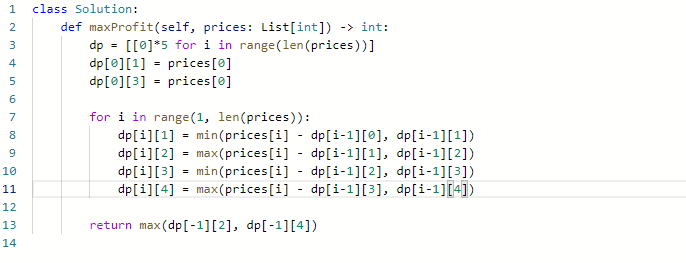 1 class Solution:
2     def maxProfit(self, prices: List[int]) -> int:
3         dp = [[0]*5 for i in range(len(prices))]
4         dp[0][1] = prices[0]
5         dp[0][3] = prices[0]
6
7         for i in range(1, len(prices)):
8             dp[i][1] = min(prices[i] - dp[i-1][0], dp[i-1][1])
9             dp[i][2] = max(prices[i] - dp[i-1][1], dp[i-1][2])
10             dp[i][3] = min(prices[i] - dp[i-1][2], dp[i-1][3])
11             dp[i][4] = max(prices[i] - dp[i-1][3], dp[i-1][4])
12
13         return max(dp[-1][2], dp[-1][4])
14